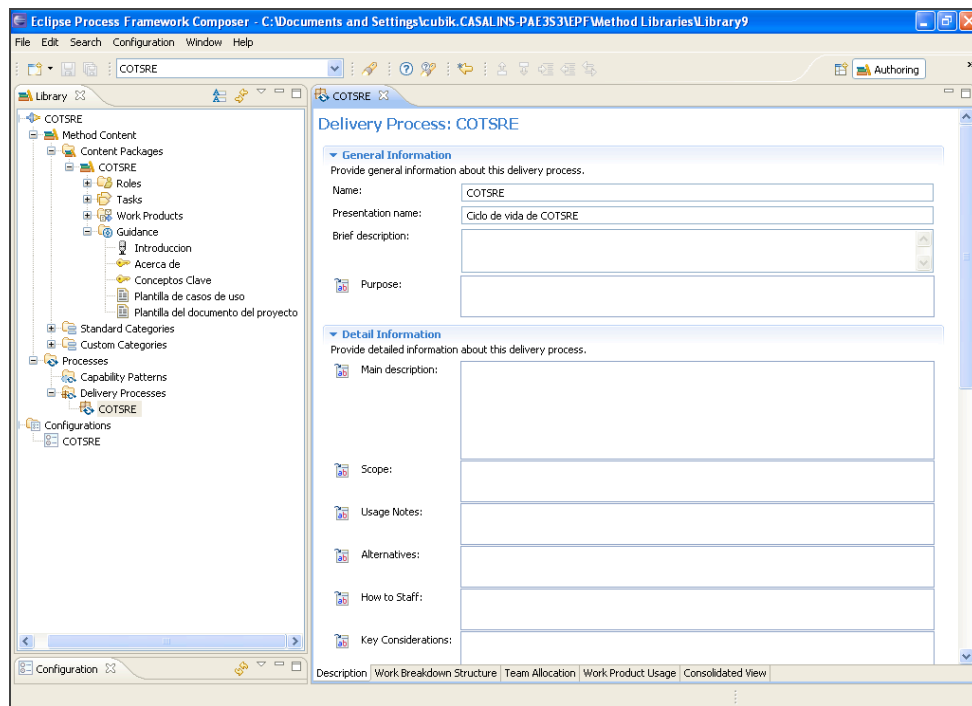 Eclipse Process Framework Composer - C:\Documents and Settings\cubik.CASALINS-PAE3S3\EPF\Method Libraries\Library9
File Edit Search Configuration Window Help
COTSRE
Authoring
Library
COTSRE
Method Content
Content Packages
COTSRE
Roles
Tasks
Work Products
Guidance
Introduccion
Acerca de
Conceptos Clave
Plantilla de casos de uso
Plantilla del documento del proyecto
Standard Categories
Custom Categories
Processes
Capability Patterns
Delivery Processes
COTSRE
Configurations
COTSRE
Configuration
COTSRE
Delivery Process: COTSRE
General Information
Provide general information about this delivery process.
Name: COTSRE
Presentation name: Ciclo de vida de COTSRE
Brief description:
Purpose:
Detail Information
Provide detailed information about this delivery process.
Main description:
Scope:
Usage Notes:
Alternatives:
How to Staff:
Key Considerations:
Description Work Breakdown Structure Team Allocation Work Product Usage Consolidated View